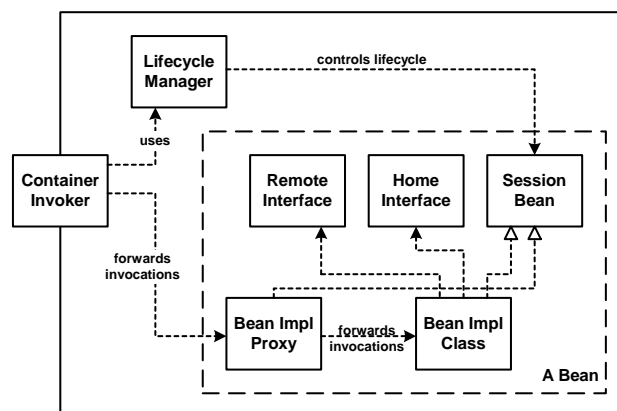 Lifecycle
Manager
controls lifecycle
uses
Container
Invoker
Remote
Interface
Home
Interface
Session
Bean
forwards
invocations
Bean Impl
Proxy
forwards
invocations
Bean Impl
Class
A Bean